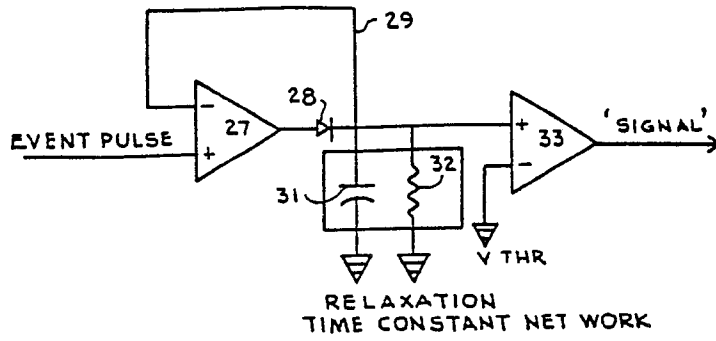 29
28
27
EVENT PULSE
33
'SIGNAL'
31
32
V THR
RELAXATION
TIME CONSTANT NET WORK